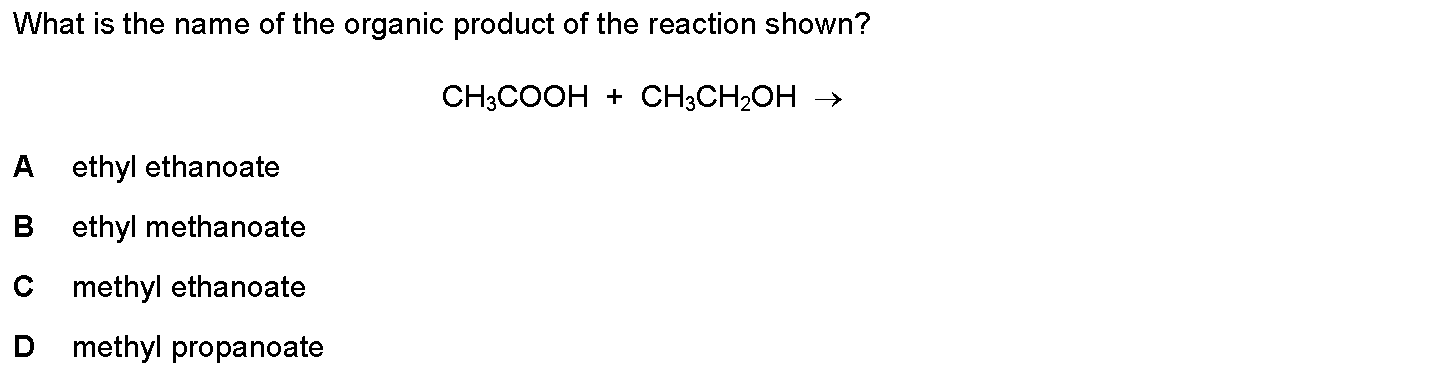 What is the name of the organic product of the reaction shown?
CH₃COOH + CH₃CH₂OH →
A ethyl ethanoate
B ethyl methanoate
C methyl ethanoate
D methyl propanoate